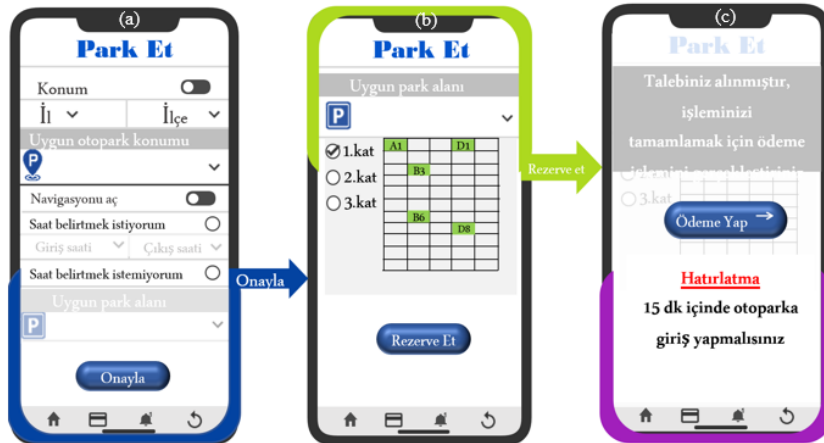 (a)
Park Et
Konum
İl
İlçe
Uygun otopark konumu
P
Navigasyonu aç
Saat belirtmek istiyorum
Giriş saati
Çıkış saati
Saat belirtmek istemiyorum
Uygun park alanı
P
Onayla
Onayla
(b)
Park Et
Uygun park alanı
P
1.kat
2.kat
3.kat
A1
D1
B3
B6
D8
Rezerve Et
Rezerve et
(c)
Park Et
Talebiniz alınmıştır,
işleminizi
tamamlamak için ödeme
3.kat
Ödeme Yap
Hatırlatma
15 dk içinde otoparka
giriş yapmalısınız